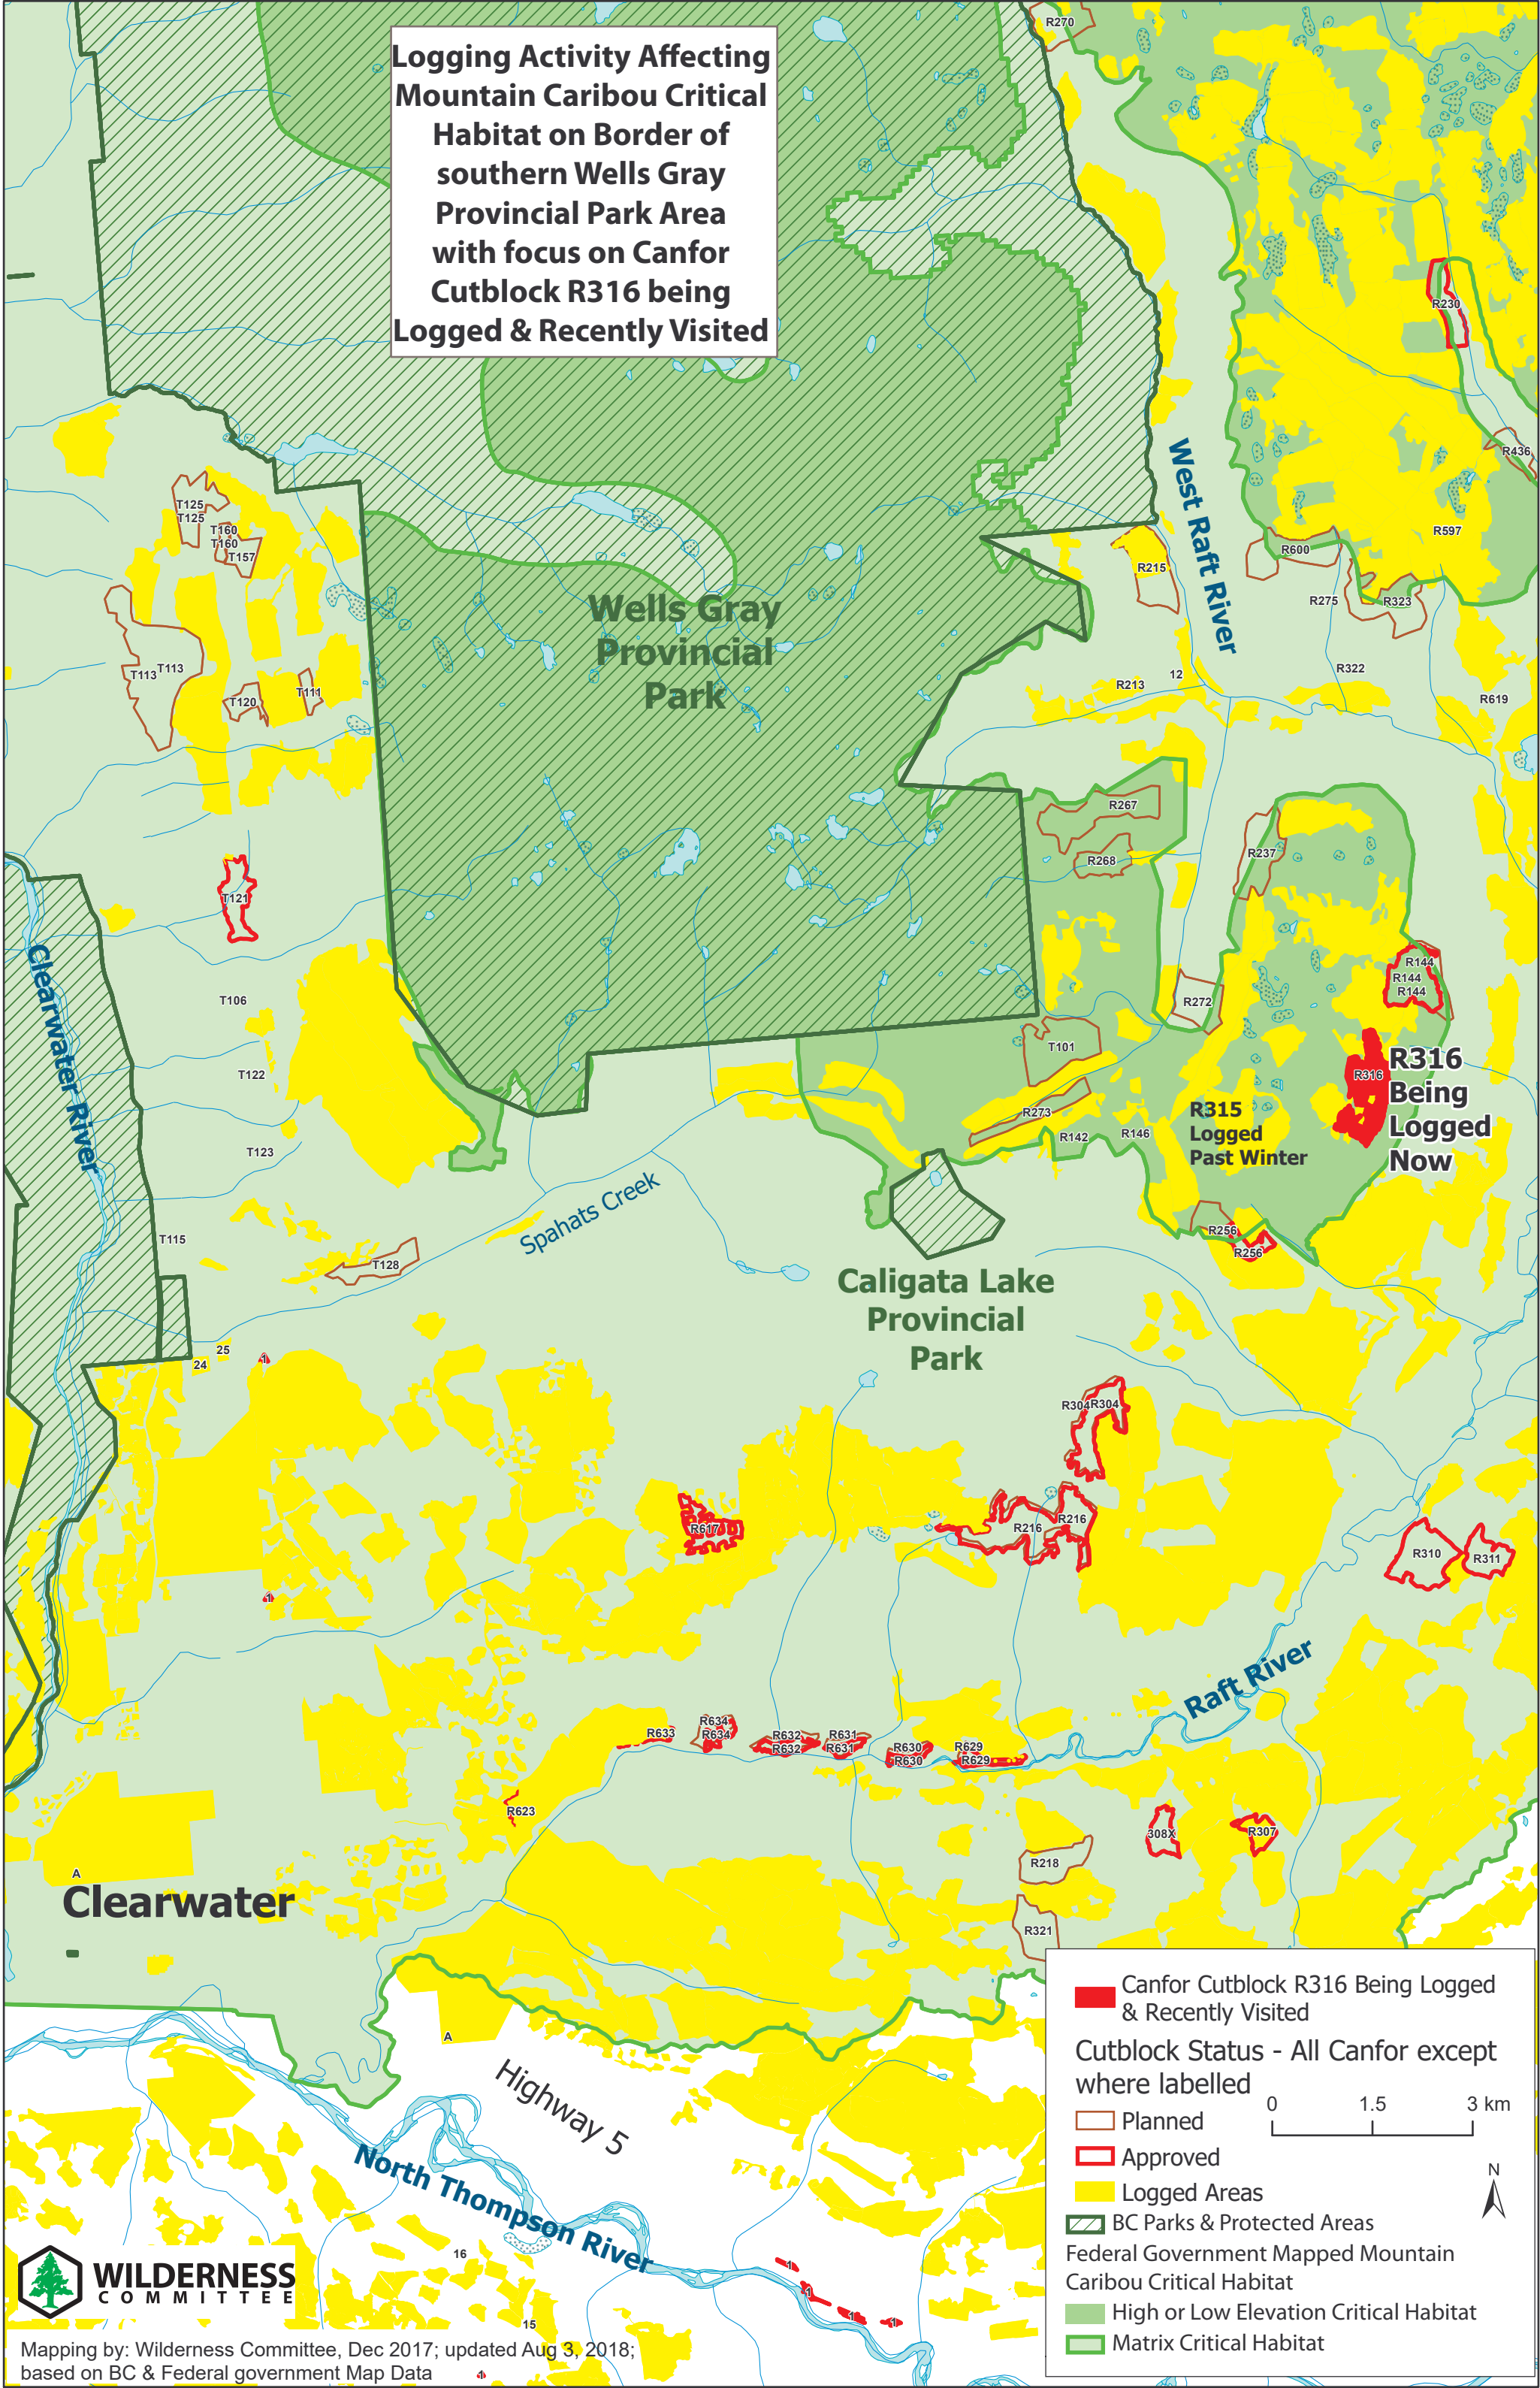 Logging Activity Affecting
Mountain Caribou Critical
Habitat on Border of
southern Wells Gray
Provincial Park Area
with focus on Canfor
Cutblock R316 being
Logged & Recently Visited
R270
R230
R436
West Raft River
T125
T125
T160
T160
T157
R597
R600
R215
R275
R323
Wells Gray
Provincial
Park
T113
T113
T120
T111
R213
12
R322
R619
R267
R268
R237
T121
Clearwater River
T106
R144
R144
R144
R272
T101
T122
R316
R316
Being
Logged
Now
R273
R142
R146
R315
Logged
Past Winter
T123
Spahats Creek
T115
T128
R256
R256
Caligata Lake
Provincial
Park
25
24
1
R304
R304
R617
R216
R216
R310
R311
1
Raft River
R633
R634
R634
R632
R632
R631
R631
R630
R630
R629
R629
R623
308X
R307
R218
A
Clearwater
R321
A
Highway 5
North Thompson River
16
15
1
1
1
1
1
Canfor Cutblock R316 Being Logged
& Recently Visited
Cutblock Status - All Canfor except
where labelled
0 1.5 3 km
Planned
Approved
N
Logged Areas
BC Parks & Protected Areas
Federal Government Mapped Mountain
Caribou Critical Habitat
High or Low Elevation Critical Habitat
Matrix Critical Habitat
WILDERNESS
COMMITTEE
Mapping by: Wilderness Committee, Dec 2017; updated Aug 3, 2018;
based on BC & Federal government Map Data